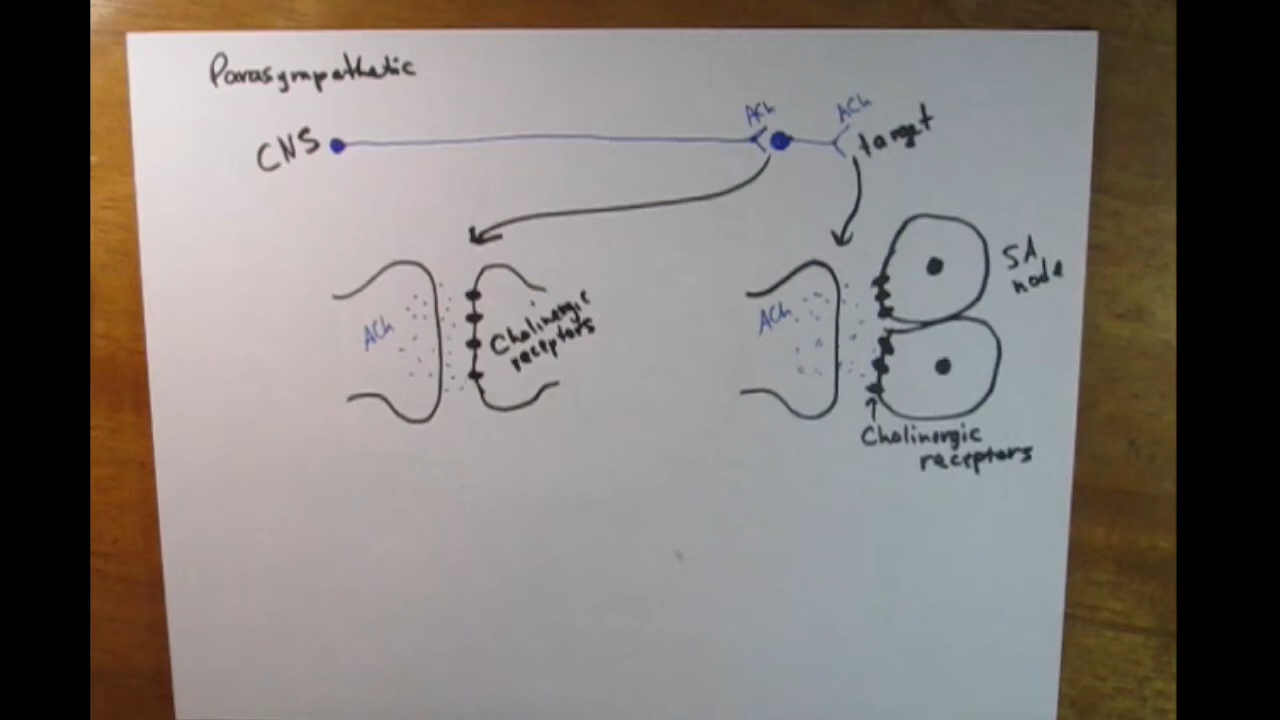 Parasympathetic
ACh
ACh
CNS
target
SA
node
ACh
Cholinergic
receptors
ACh
Cholinergic
receptors